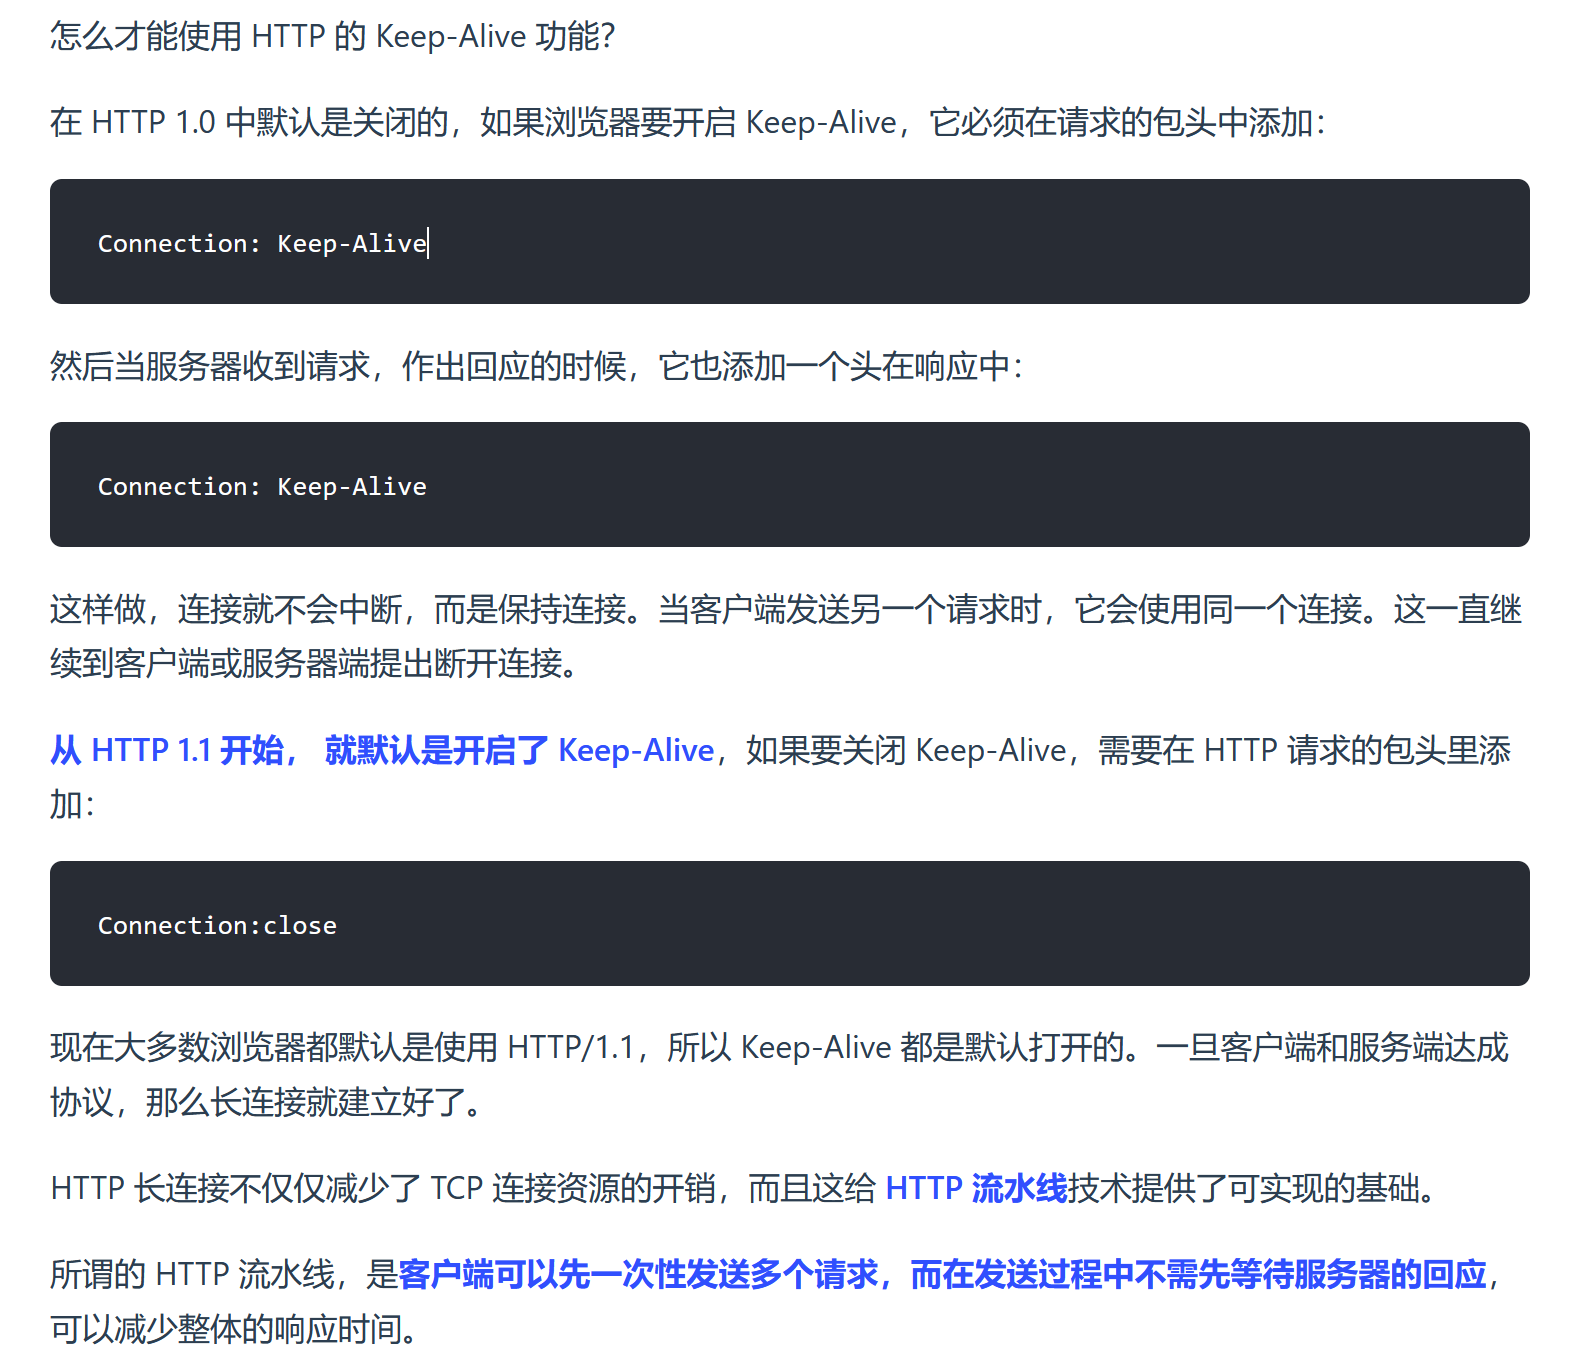 怎么才能使用 HTTP 的 Keep-Alive 功能？
在 HTTP 1.0 中默认是关闭的，如果浏览器要开启 Keep-Alive，它必须在请求的包头中添加：
Connection: Keep-Alive
然后当服务器收到请求，作出回应的时候，它也添加一个头在响应中：
Connection: Keep-Alive
这样做，连接就不会中断，而是保持连接。当客户端发送另一个请求时，它会使用同一个连接。这一直继
续到客户端或服务器端提出断开连接。
从 HTTP 1.1 开始， 就默认是开启了 Keep-Alive，如果要关闭 Keep-Alive，需要在 HTTP 请求的包头里添
加：
Connection:close
现在大多数浏览器都默认是使用 HTTP/1.1，所以 Keep-Alive 都是默认打开的。一旦客户端和服务端达成
协议，那么长连接就建立好了。
HTTP 长连接不仅仅减少了 TCP 连接资源的开销，而且这给 HTTP 流水线技术提供了可实现的基础。
所谓的 HTTP 流水线，是客户端可以先一次性发送多个请求，而在发送过程中不需先等待服务器的回应，
可以减少整体的响应时间。